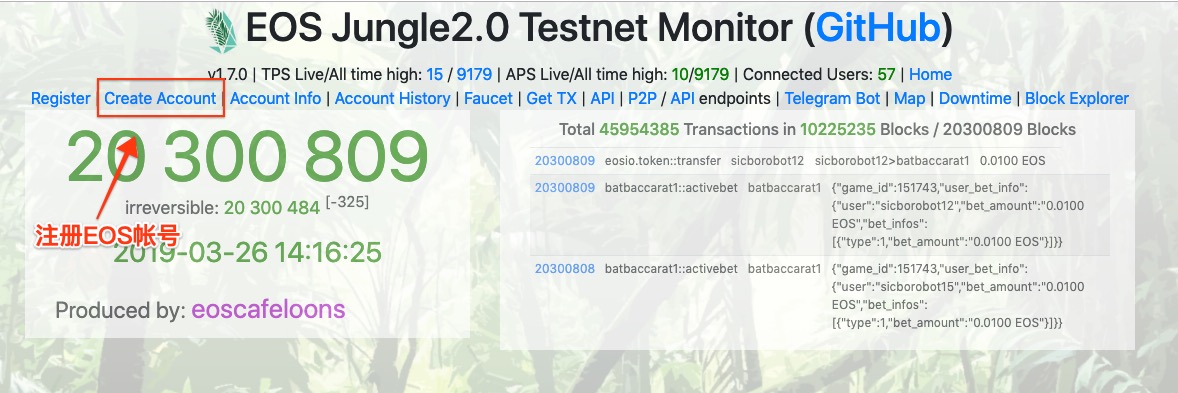 EOS Jungle2.0 Testnet Monitor (GitHub)
v1.7.0 | TPS Live/All time high: 15 / 9179 | APS Live/All time high: 10/9179 | Connected Users: 57 | Home
Register | Create Account | Account Info | Account History | Faucet | Get TX | API | P2P / API endpoints | Telegram Bot | Map | Downtime | Block Explorer
20 300 809
irreversible: 20 300 484 [-325]
注册EOS帐号
2019-03-26 14:16:25
Produced by: eoscafeloons
Total 45954385 Transactions in 10225235 Blocks / 20300809 Blocks
20300809 eosio.token::transfer sicborobot12 sicborobot12>batbaccarat1 0.0100 EOS
20300809 batbaccarat1::activebet batbaccarat1 {"game_id":151743,"user_bet_info":
{"user":"sicborobot12","bet_amount":"0.0100
EOS","bet_infos":
[{"type":1,"bet_amount":"0.0100 EOS"}]}}
20300808 batbaccarat1::activebet batbaccarat1 {"game_id":151743,"user_bet_info":
{"user":"sicborobot15","bet_amount":"0.0100
EOS","bet_infos":
[{"type":1,"bet_amount":"0.0100 EOS"}]}}